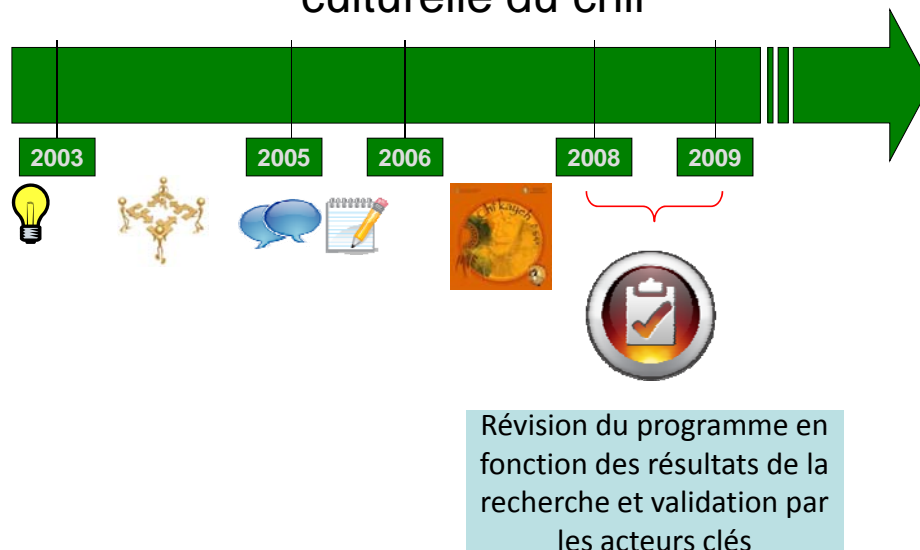 culturelle du chil
2003
2005
2006
2008
2009
Révision du programme en
fonction des résultats de la
recherche et validation par
les acteurs clés